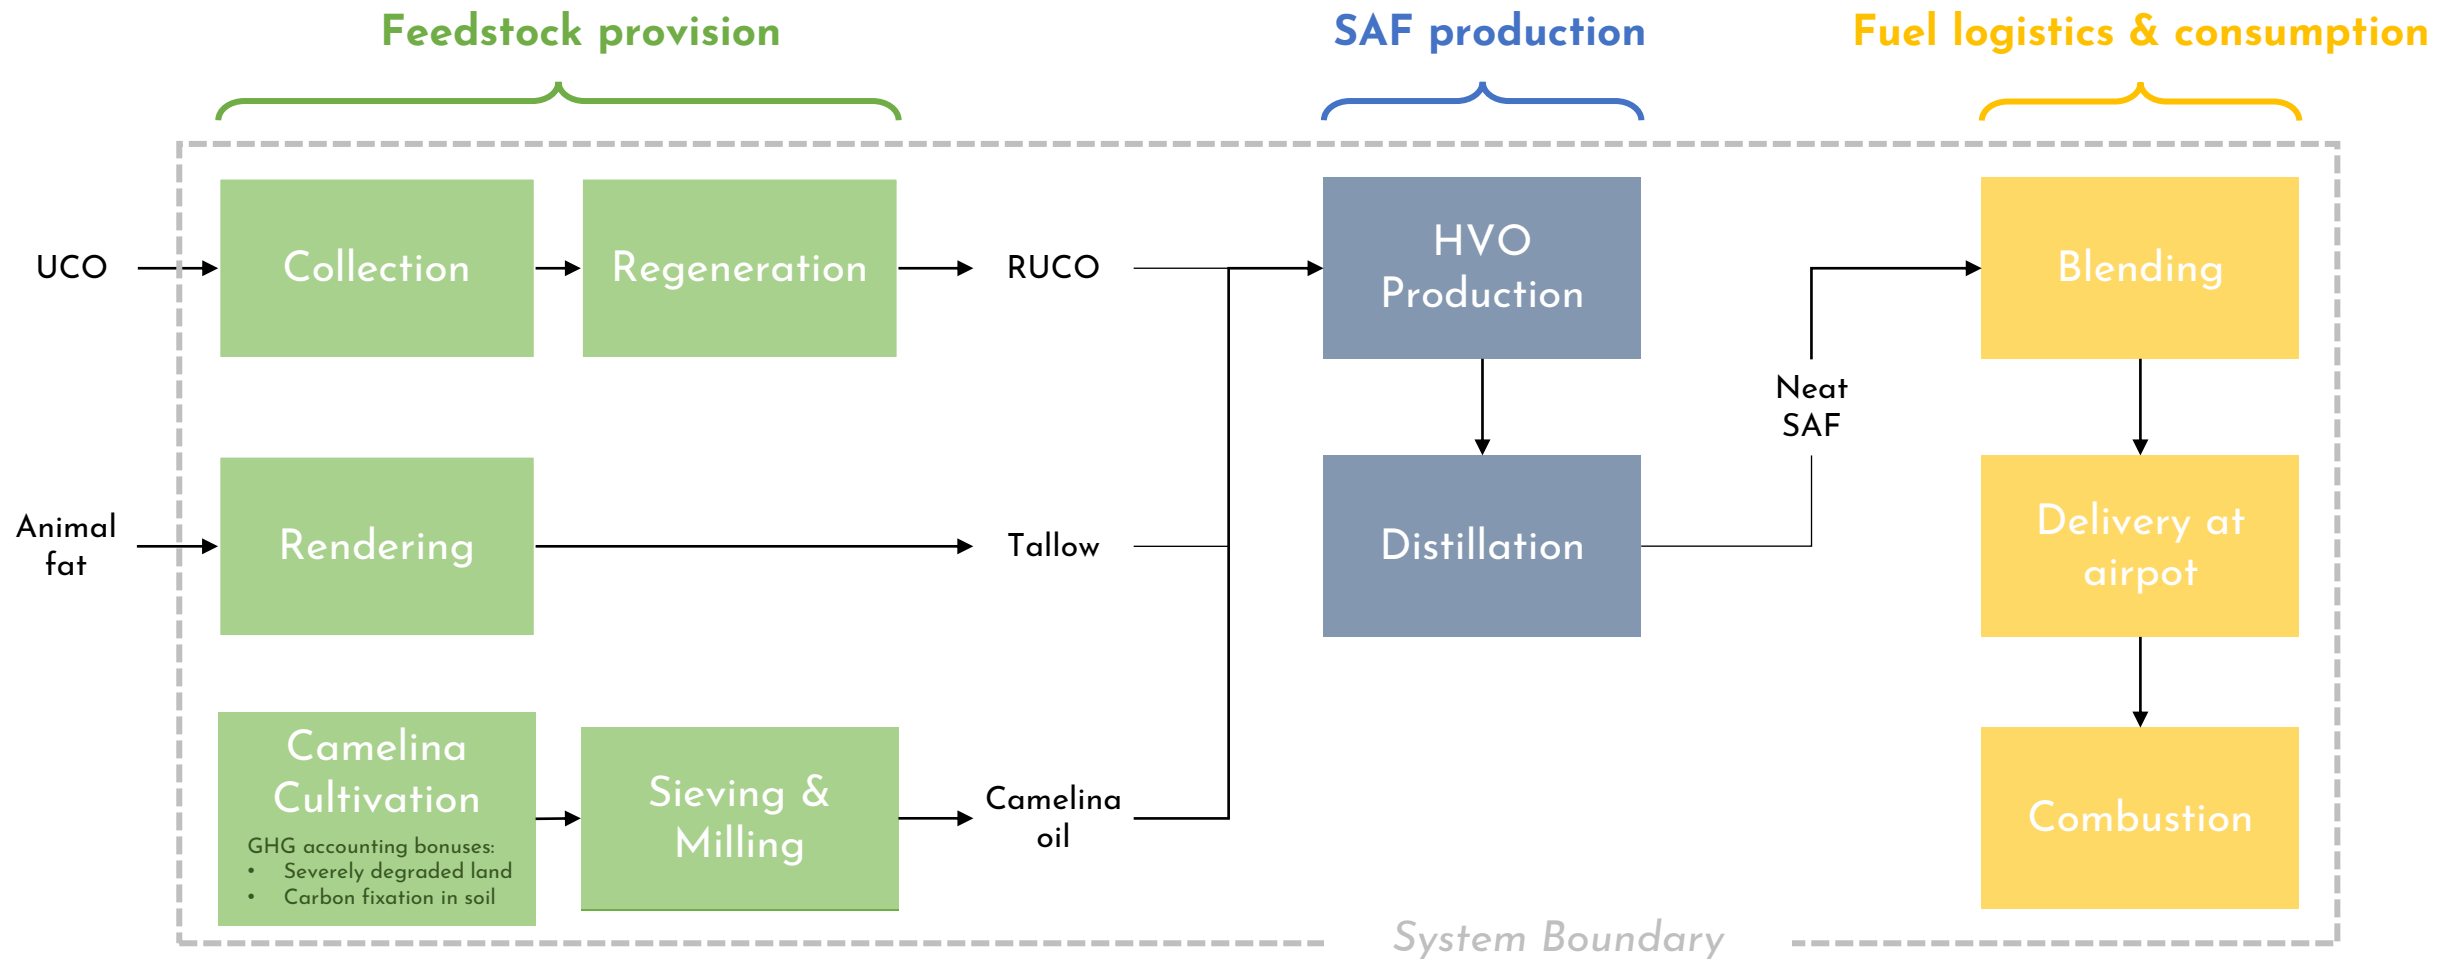 Feedstock provision
SAF production
Fuel logistics & consumption
UCO
Collection
Regeneration
RUCO
HVO
Production
Blending
Neat
SAF
Animal
fat
Rendering
Tallow
Distillation
Delivery at
airpot
Camelina
Cultivation
GHG accounting bonuses:
• Severely degraded land
• Carbon fixation in soil
Sieving &
Milling
Camelina
oil
Combustion
System Boundary